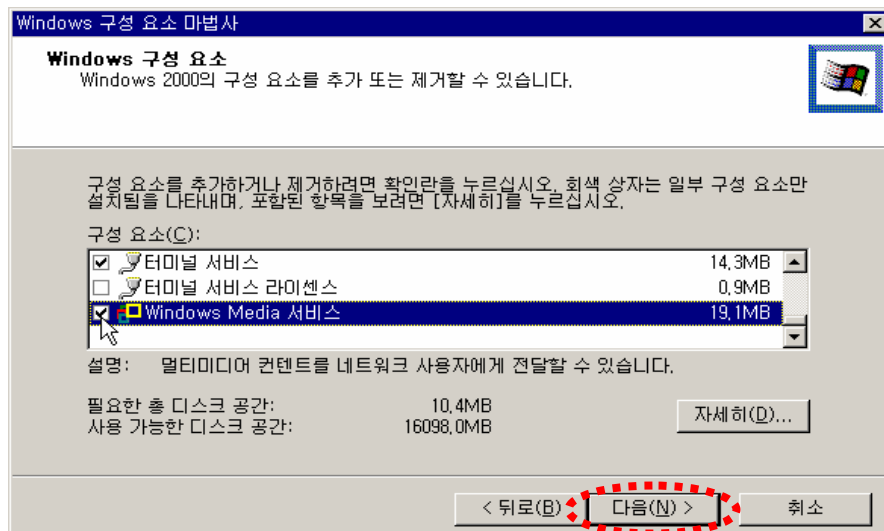 Windows 구성 요소 마법사
Windows 구성 요소
Windows 2000의 구성 요소를 추가 또는 제거할 수 있습니다.
구성 요소를 추가하거나 제거하려면 확인란을 누르십시오. 회색 상자는 일부 구성 요소만
설치됨을 나타내며, 포함된 항목을 보려면 [자세히]를 누르십시오.
구성 요소(C):
터미널 서비스 14,3MB
터미널 서비스 라이센스 0,9MB
Windows Media 서비스 19,1MB
설명: 멀티미디어 컨텐트를 네트워크 사용자에게 전달할 수 있습니다.
필요한 총 디스크 공간: 10,4MB
사용 가능한 디스크 공간: 16098,0MB
자세히(D)...
< 뒤로(B) 다음(N) > 취소